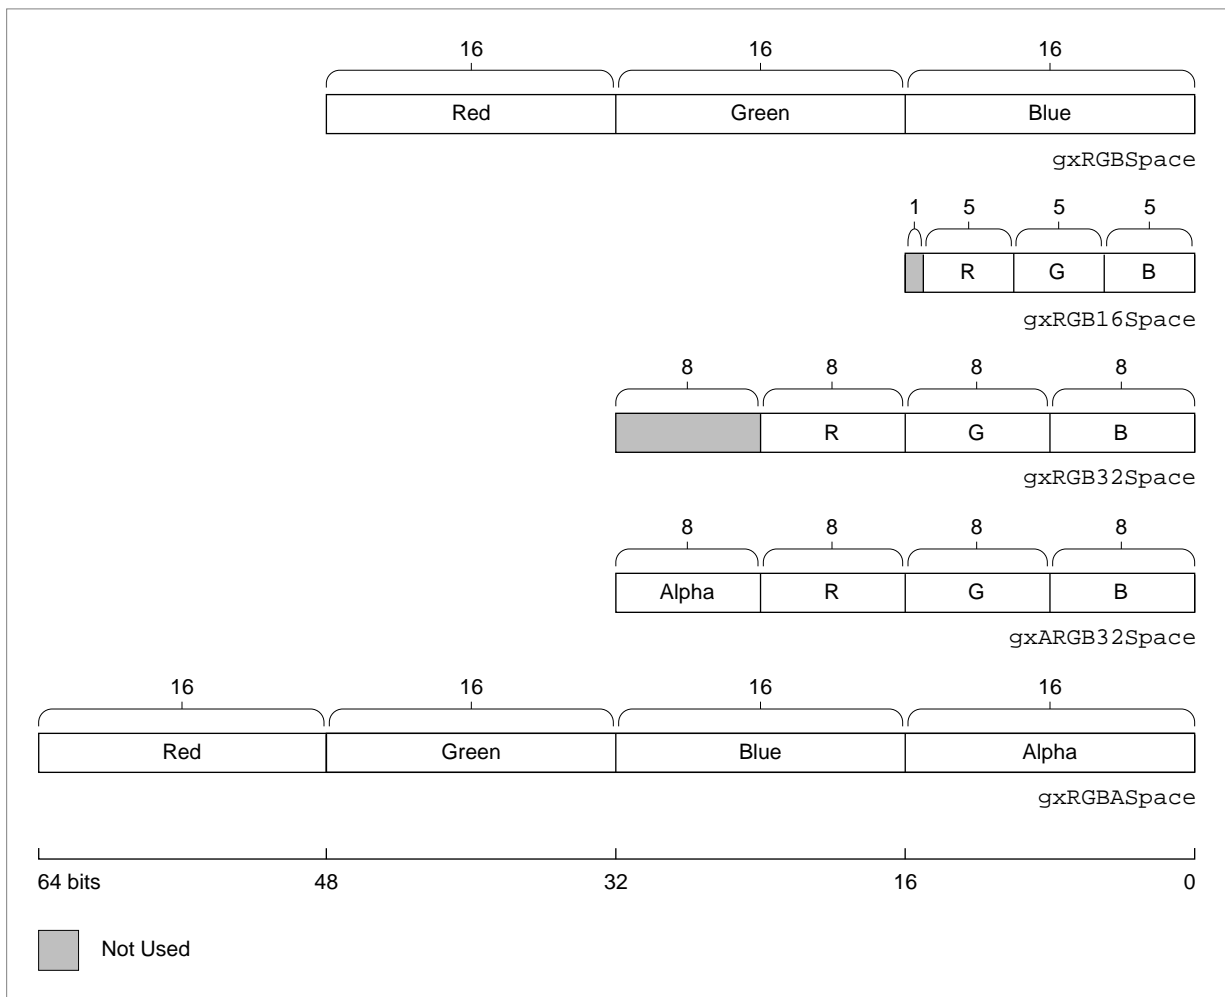 16 16 16
Red Green Blue
gxRGBSpace
1 5 5 5
R G B
gxRGB16Space
8 8 8 8
R G B
gxRGB32Space
8 8 8 8
Alpha R G B
gxARGB32Space
16 16 16 16
Red Green Blue Alpha
gxRGBASpace
64 bits 48 32 16 0
Not Used